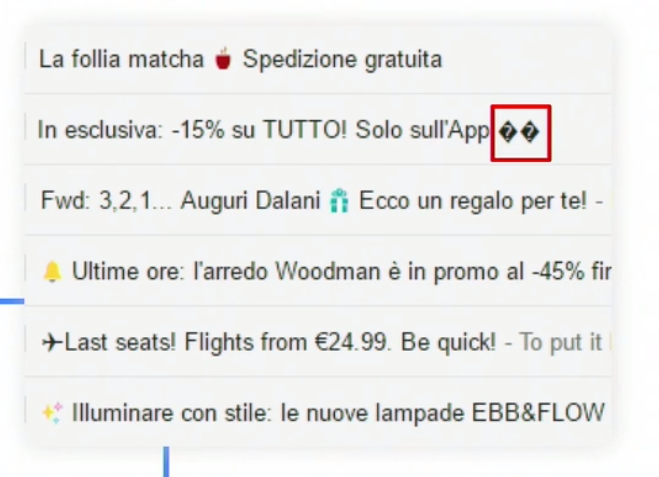 La follia matcha 🍵 Spedizione gratuita
In esclusiva: -15% su TUTTO! Solo sull'App ��
Fwd: 3,2,1... Auguri Dalani 🎁 Ecco un regalo per te! -
🔔 Ultime ore: l'arredo Woodman è in promo al -45% fin
✈Last seats! Flights from €24.99. Be quick! - To put it
✨ Illuminare con stile: le nuove lampade EBB&FLOW